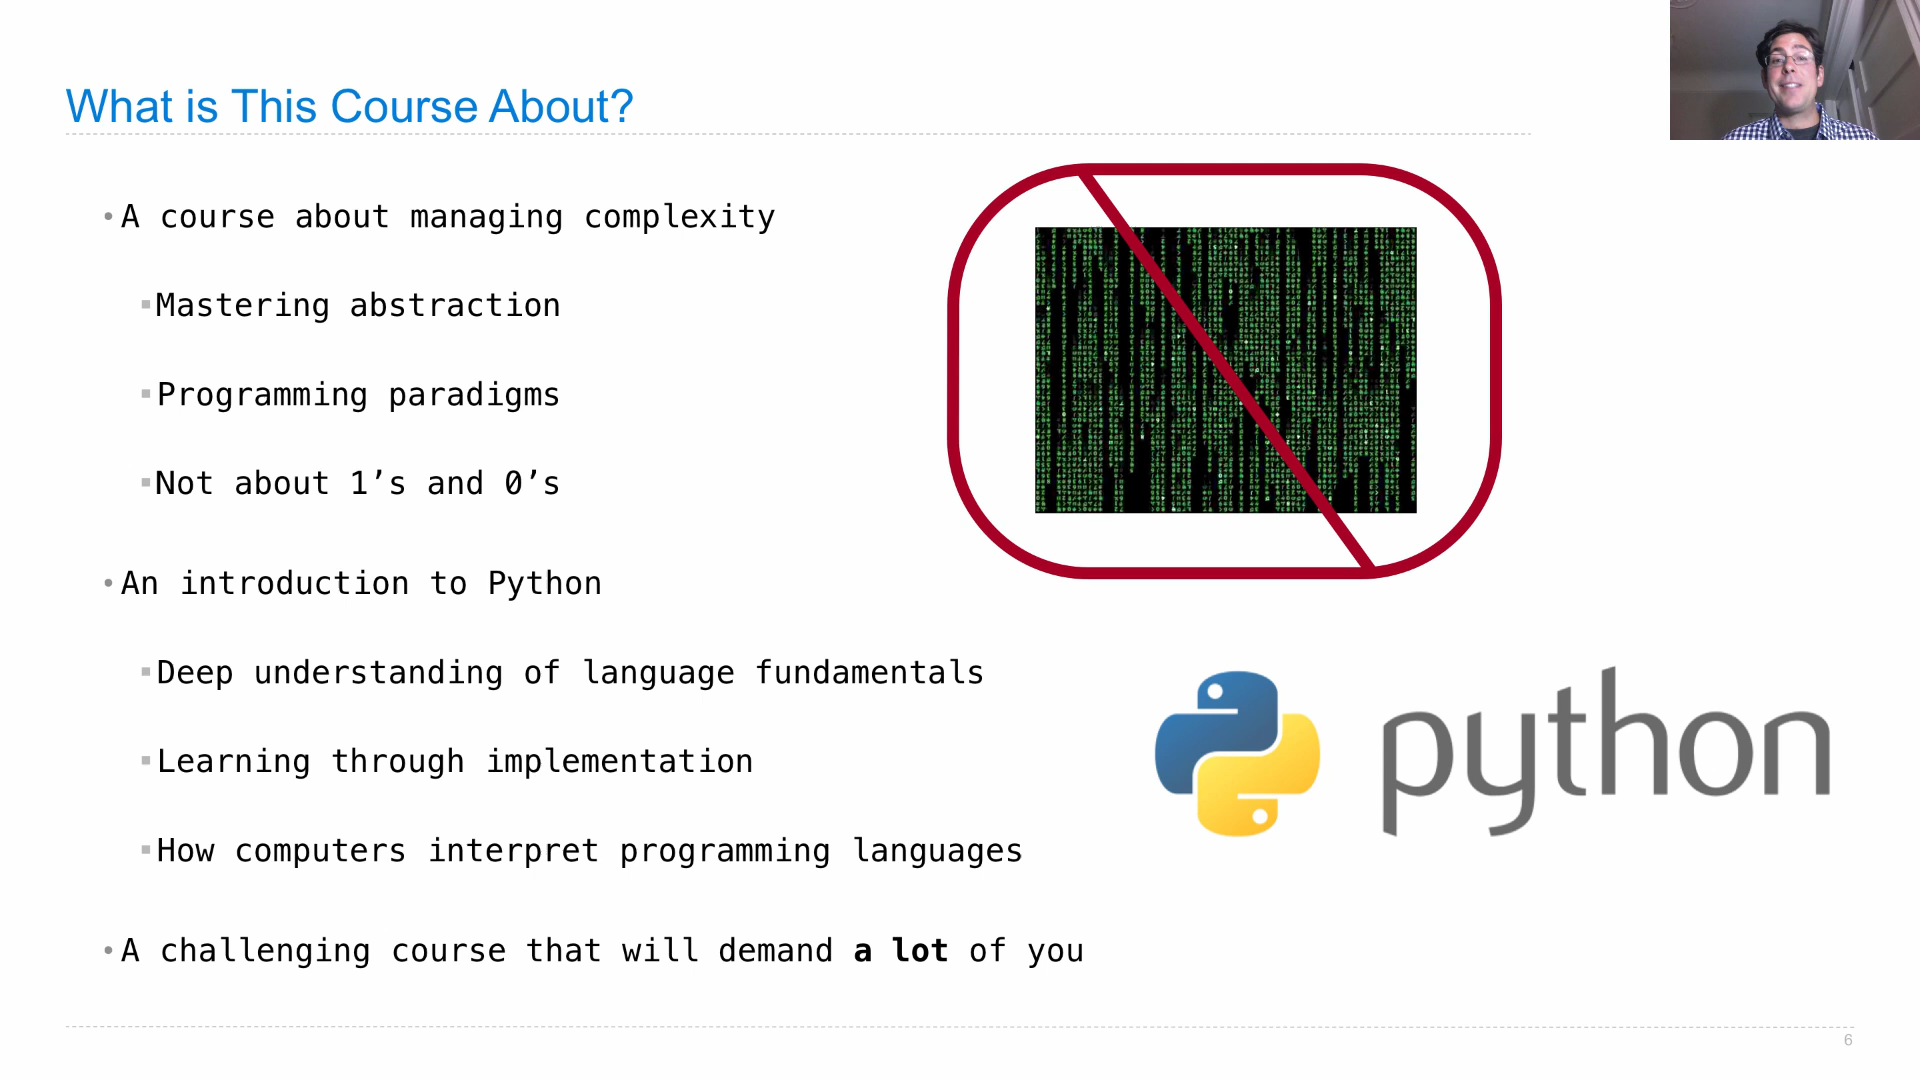 What is This Course About?
• A course about managing complexity
▪ Mastering abstraction
▪ Programming paradigms
▪ Not about 1’s and 0’s
• An introduction to Python
▪ Deep understanding of language fundamentals
▪ Learning through implementation
▪ How computers interpret programming languages
python
• A challenging course that will demand a lot of you
6